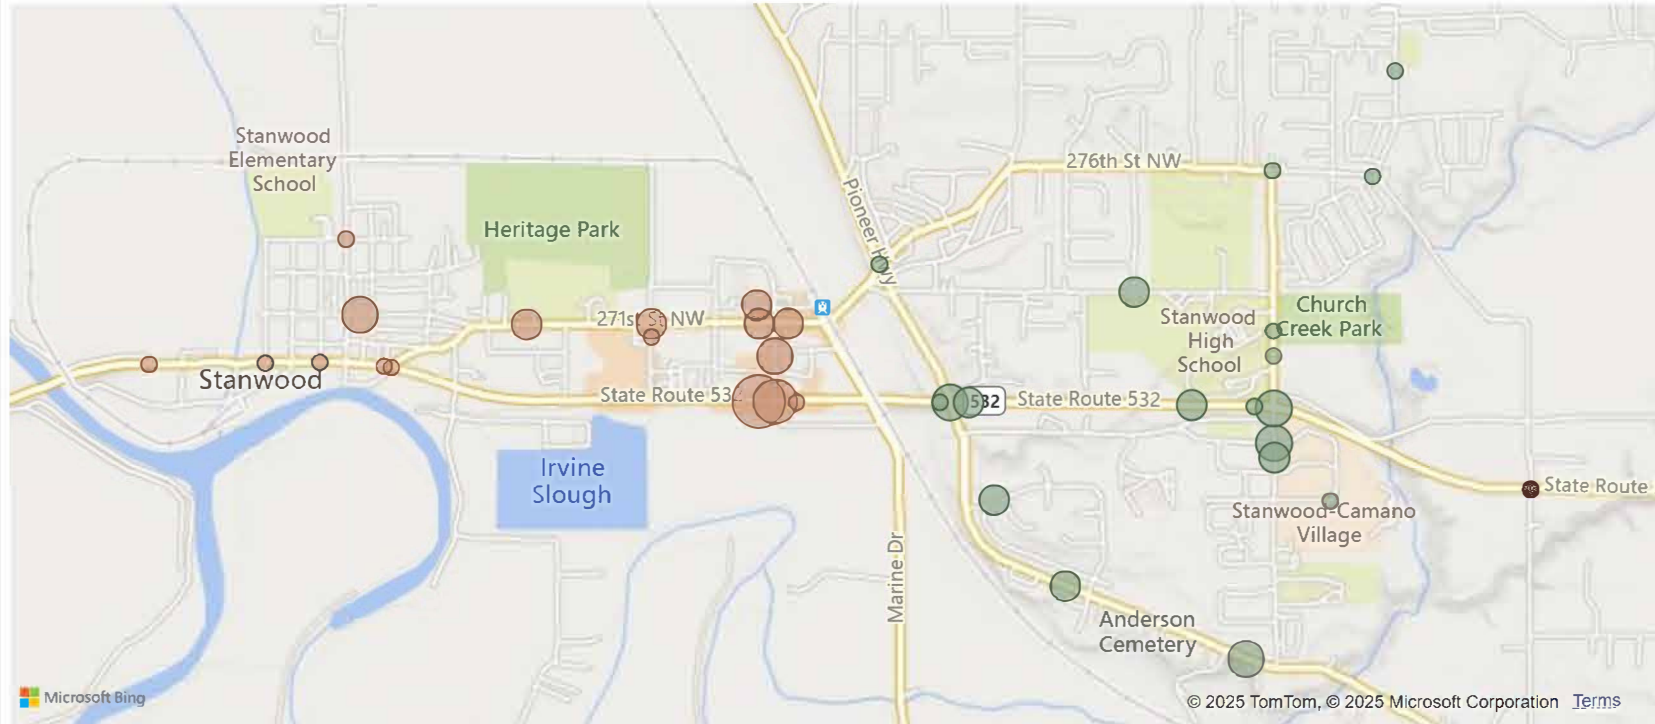 Stanwood
Elementary
School
276th St NW
Pioneer Hwy
Heritage Park
271st St NW
Church
Creek Park
Stanwood
High
School
Stanwood
State Route 532
532
State Route 532
Irvine
Slough
State Route
Stanwood-Camano
Village
Marine Dr
Anderson
Cemetery
Microsoft Bing
© 2025 TomTom, © 2025 Microsoft Corporation Terms